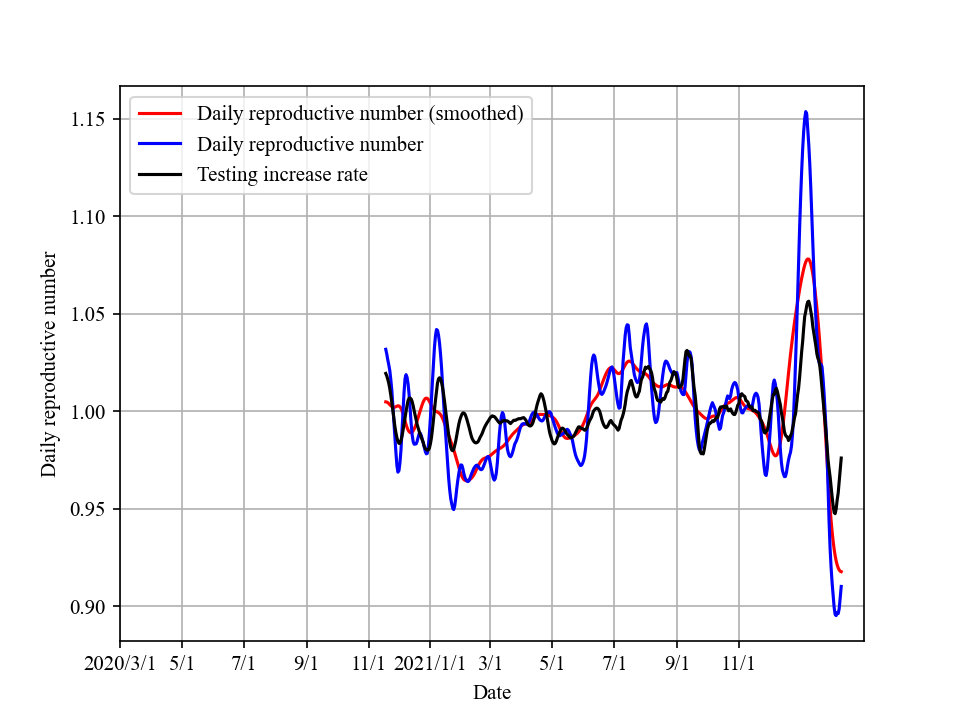 Daily reproductive number (smoothed)
Daily reproductive number
Testing increase rate
Daily reproductive number
1.15
1.10
1.05
1.00
0.95
0.90
2020/3/1 5/1 7/1 9/1 11/1 2021/1/1 3/1 5/1 7/1 9/1 11/1
Date